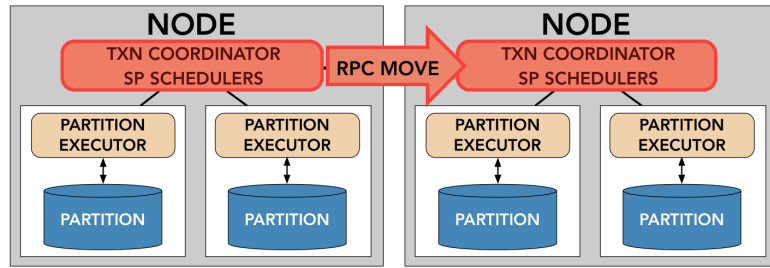 NODE
TXN COORDINATOR
SP SCHEDULERS
RPC MOVE
NODE
TXN COORDINATOR
SP SCHEDULERS
PARTITION
EXECUTOR
PARTITION
PARTITION
EXECUTOR
PARTITION
PARTITION
EXECUTOR
PARTITION
PARTITION
EXECUTOR
PARTITION